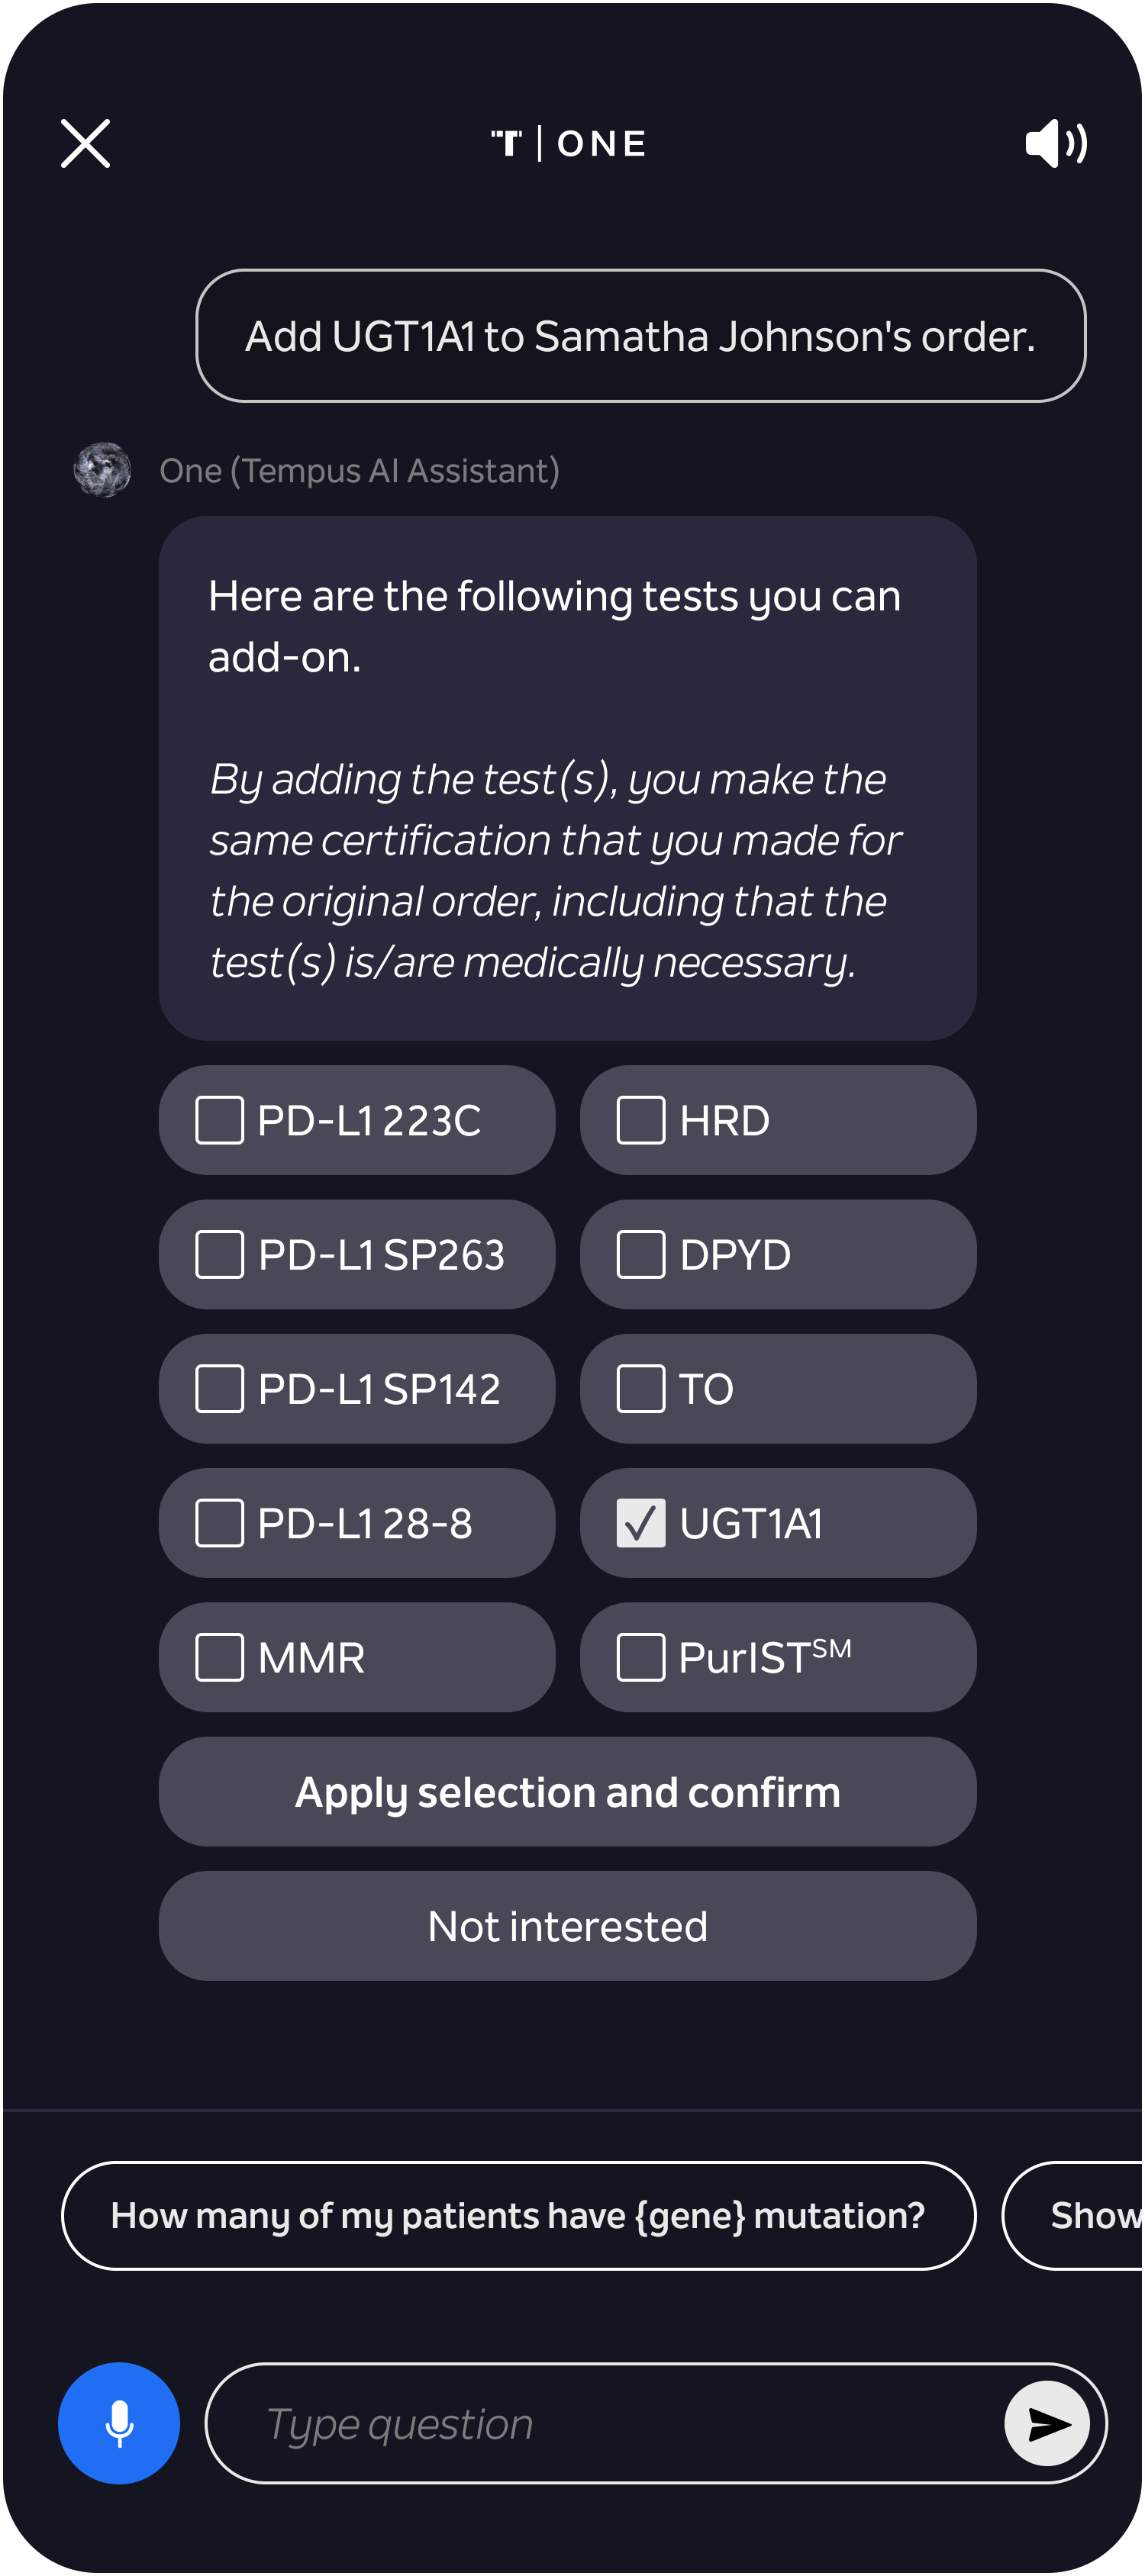 T | ONE
Add UGT1A1 to Samatha Johnson's order.
One (Tempus AI Assistant)
Here are the following tests you can
add-on.
By adding the test(s), you make the
same certification that you made for
the original order, including that the
test(s) is/are medically necessary.
PD-L1 223C
HRD
PD-L1 SP263
DPYD
PD-L1 SP142
TO
PD-L1 28-8
UGT1A1
MMR
PurIST℠
Apply selection and confirm
Not interested
How many of my patients have {gene} mutation?
Show
Type question